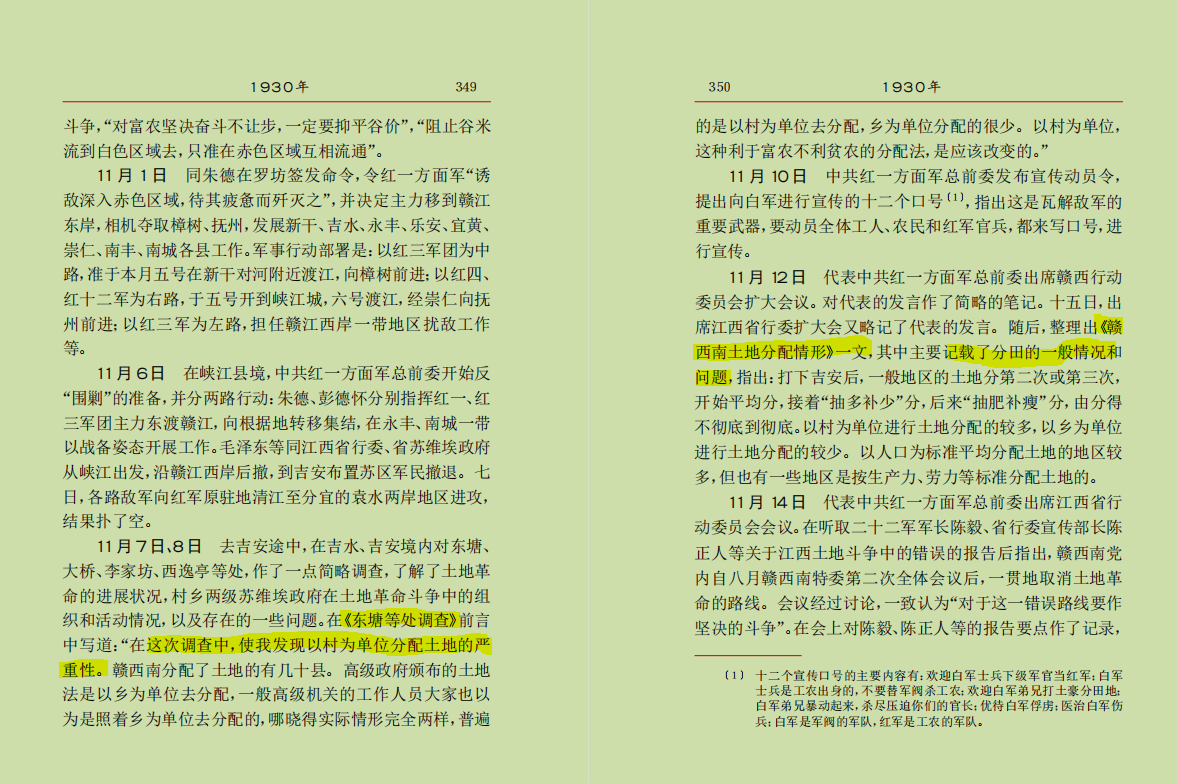 1930年
349
斗争，“对富农坚决奋斗不让步，一定要抑平谷价”，“阻止谷米
流到白色区域去，只准在赤色区域互相流通”。
11月1日 同朱德在罗坊签发命令，令红一方面军“诱
敌深入赤色区域，待其疲惫而歼灭之”，并决定主力移到赣江
东岸，相机夺取樟树、抚州，发展新干、吉水、永丰、乐安、宜黄、
崇仁、南丰、南城各县工作。军事行动部署是：以红三军团为中
路，准于本月五号在新干对河附近渡江，向樟树前进；以红四、
红十二军为右路，于五号开到峡江城，六号渡江，经崇仁向抚
州前进；以红三军为左路，担任赣江西岸一带地区扰敌工作
等。
11月6日 在峡江县境，中共红一方面军总前委开始反
“围剿”的准备，并分两路行动：朱德、彭德怀分别指挥红一、红
三军团主力东渡赣江，向根据地转移集结，在永丰、南城一带
以战备姿态开展工作。毛泽东等同江西省行委、省苏维埃政府
从峡江出发，沿赣江西岸后撤，到吉安布置苏区军民撤退。七
日，各路敌军向红军原驻地清江至分宜的袁水两岸地区进攻，
结果扑了空。
11月7日、8日 去吉安途中，在吉水、吉安境内对东塘、
大桥、李家坊、西逸亭等处，作了一点简略调查，了解了土地革
命的进展状况，村乡两级苏维埃政府在土地革命斗争中的组
织和活动情况，以及存在的一些问题。在《东塘等处调查》前言
中写道：“在这次调查中，使我发现以村为单位分配土地的严
重性。赣西南分配了土地的有几十县。高级政府颁布的土地
法是以乡为单位去分配，一般高级机关的工作人员大家也以
为是照着乡为单位去分配的，哪晓得实际情形完全两样，普遍
350
1930年
的是以村为单位去分配，乡为单位分配的很少。以村为单位，
这种利于富农不利贫农的分配法，是应该改变的。”
11月10日 中共红一方面军总前委发布宣传动员令，
提出向白军进行宣传的十二个口号〔1〕，指出这是瓦解敌军的
重要武器，要动员全体工人、农民和红军官兵，都来写口号，进
行宣传。
11月12日 代表中共红一方面军总前委出席赣西行动
委员会扩大会议。对代表的发言作了简略的笔记。十五日，出
席江西省行委扩大会又略记了代表的发言。随后，整理出《赣
西南土地分配情形》一文，其中主要记载了分田的一般情况和
问题，指出：打下吉安后，一般地区的土地分第二次或第三次，
开始平均分，接着“抽多补少”分，后来“抽肥补瘦”分，由分得
不彻底到彻底。以村为单位进行土地分配的较多，以乡为单位
进行土地分配的较少。以人口为标准平均分配土地的地区较
多，但也有一些地区是按生产力、劳力等标准分配土地的。
11月14日 代表中共红一方面军总前委出席江西省行
动委员会会议。在听取二十二军军长陈毅、省行委宣传部长陈
正人等关于江西土地斗争中的错误的报告后指出，赣西南党
内自八月赣西南特委第二次全体会议后，一贯地取消土地革
命的路线。会议经过讨论，一致认为“对于这一错误路线要作
坚决的斗争”。在会上对陈毅、陈正人等的报告要点作了记录，
〔1〕 十二个宣传口号的主要内容有：欢迎白军士兵下级军官当红军；白军
士兵是工农出身的，不要替军阀杀工农；欢迎白军弟兄打土豪分田地；
白军弟兄暴动起来，杀尽压迫你们的官长；优待白军俘虏；医治白军伤
兵；白军是军阀的军队，红军是工农的军队。